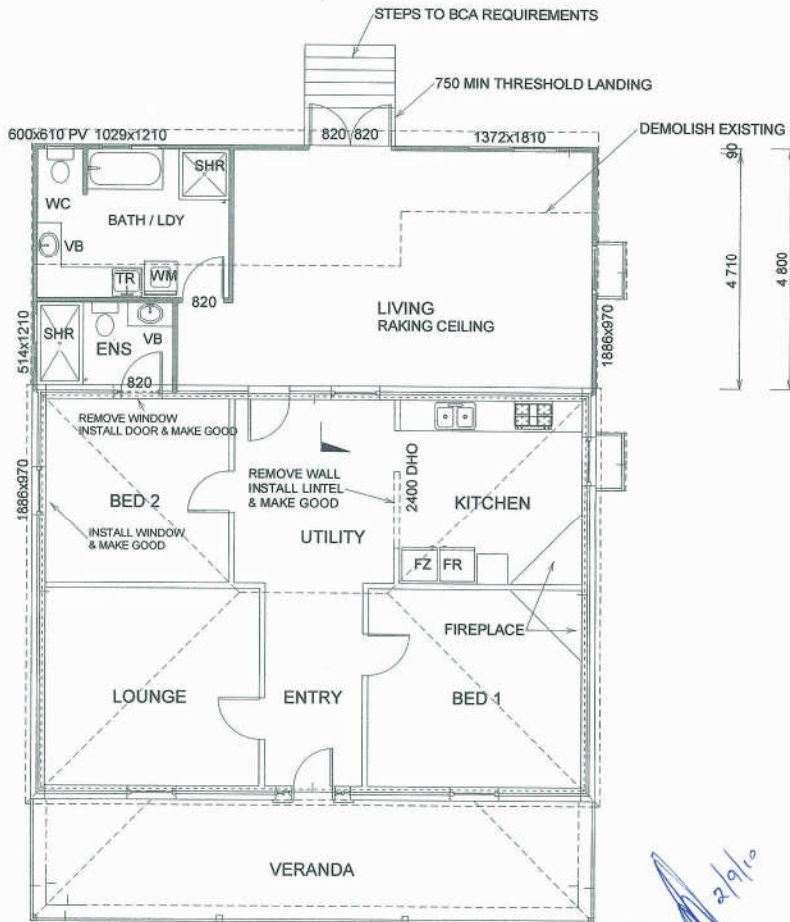 STEPS TO BCA REQUIREMENTS
750 MIN THRESHOLD LANDING
600x610 PV 1029x1210
820 820
1372x1810
DEMOLISH EXISTING
90
SHR
WC
BATH / LDY
VB
TR
WM
820
4 710
4 800
LIVING
RAKING CEILING
514x1210
SHR
VB
ENS
820
1886x970
REMOVE WINDOW
INSTALL DOOR & MAKE GOOD
1886x970
BED 2
REMOVE WALL
INSTALL LINTEL
& MAKE GOOD
2400 DHO
KITCHEN
INSTALL WINDOW
& MAKE GOOD
UTILITY
FZ FR
FIREPLACE
LOUNGE
ENTRY
BED 1
VERANDA
2/9/10